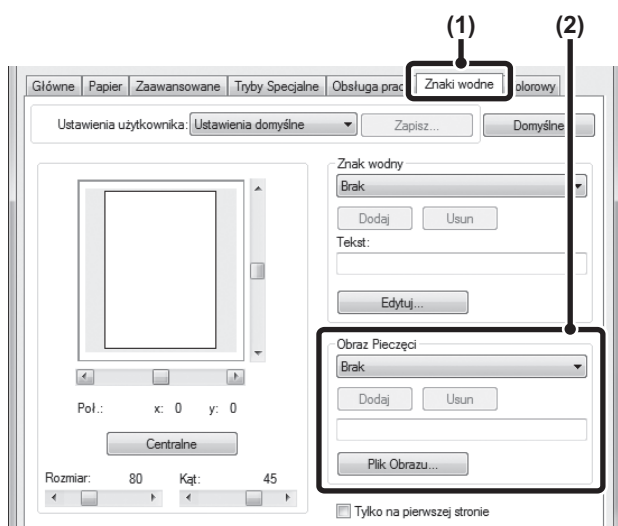 (1) (2)
Główne Papier Zaawansowane Tryby Specjalne Obsługa prac Znaki wodne olorowy
Ustawienia użytkownika: Ustawienia domyślne Zapisz... Domyślne
Znak wodny
Brak
Dodaj Usun
Tekst:
Edytuj...
Obraz Pieczęci
Brak
Dodaj Usun
Poł.: x: 0 y: 0
Centralne
Plik Obrazu...
Rozmiar: 80 Kąt: 45
Tylko na pierwszej stronie